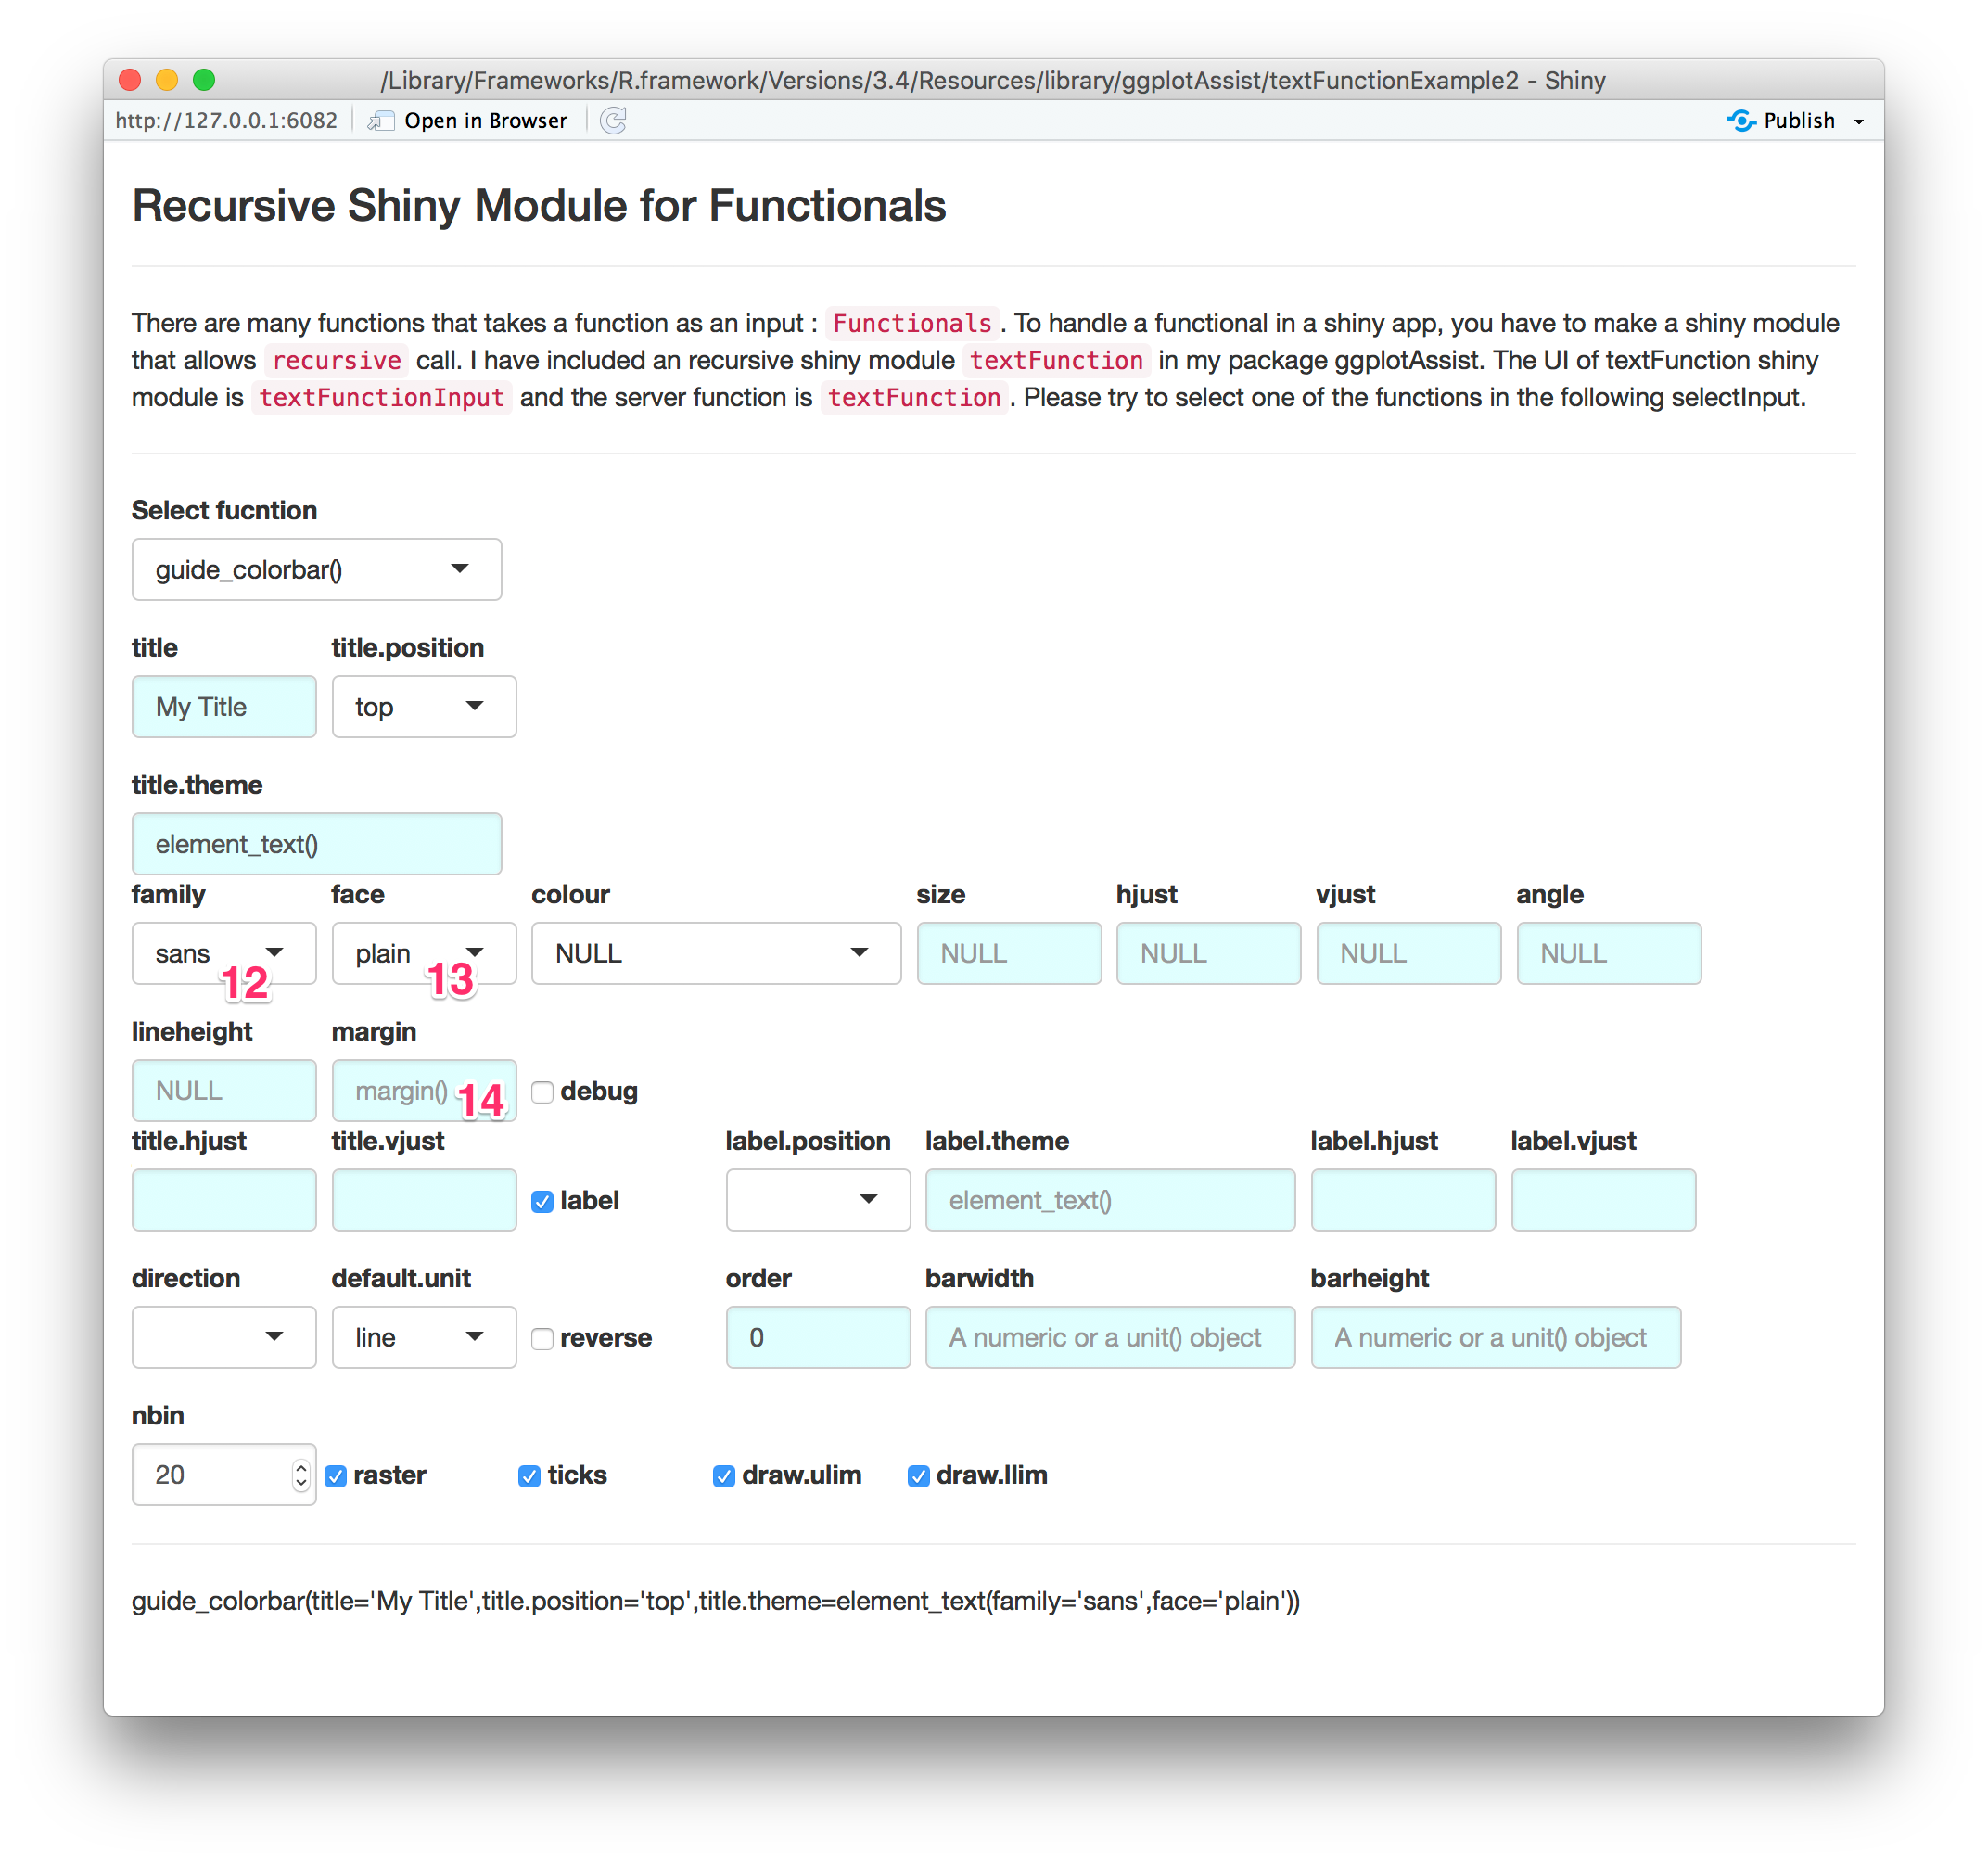 /Library/Frameworks/R.framework/Versions/3.4/Resources/library/ggplotAssist/textFunctionExample2 - Shiny
http://127.0.0.1:6082 Open in Browser Publish
Recursive Shiny Module for Functionals
There are many functions that takes a function as an input : Functionals . To handle a functional in a shiny app, you have to make a shiny module
that allows recursive call. I have included an recursive shiny module textFunction in my package ggplotAssist. The UI of textFunction shiny
module is textFunctionInput and the server function is textFunction . Please try to select one of the functions in the following selectInput.
Select fucntion
guide_colorbar()
title title.position
My Title top
title.theme
element_text()
family face colour size hjust vjust angle
sans plain NULL NULL NULL NULL NULL
12 13
lineheight margin
NULL margin() 14 debug
title.hjust title.vjust label.position label.theme label.hjust label.vjust
label element_text()
direction default.unit order barwidth barheight
line reverse 0 A numeric or a unit() object A numeric or a unit() object
nbin
20 raster ticks draw.ulim draw.llim
guide_colorbar(title='My Title',title.position='top',title.theme=element_text(family='sans',face='plain'))